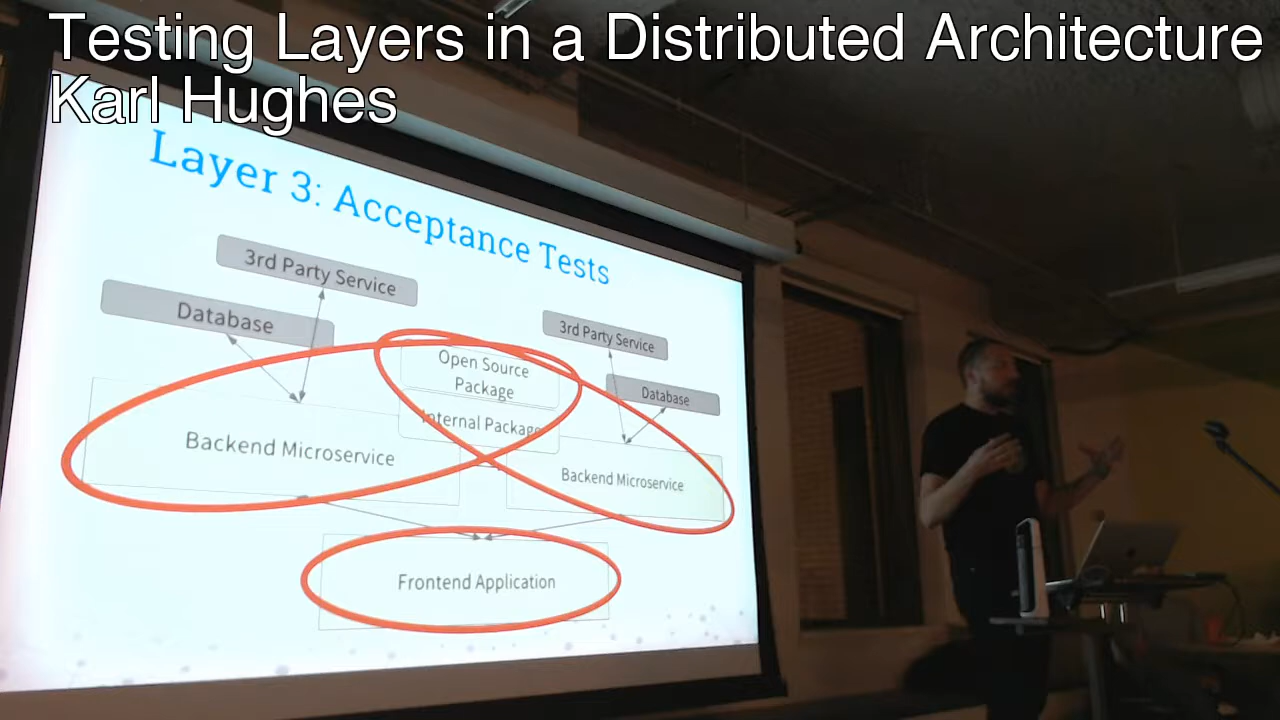 Testing Layers in a Distributed Architecture
Karl Hughes
Layer 3: Acceptance Tests
3rd Party Service
Database
3rd Party Service
Database
Open Source
Package
Internal Package
Backend Microservice
Backend Microservice
Frontend Application